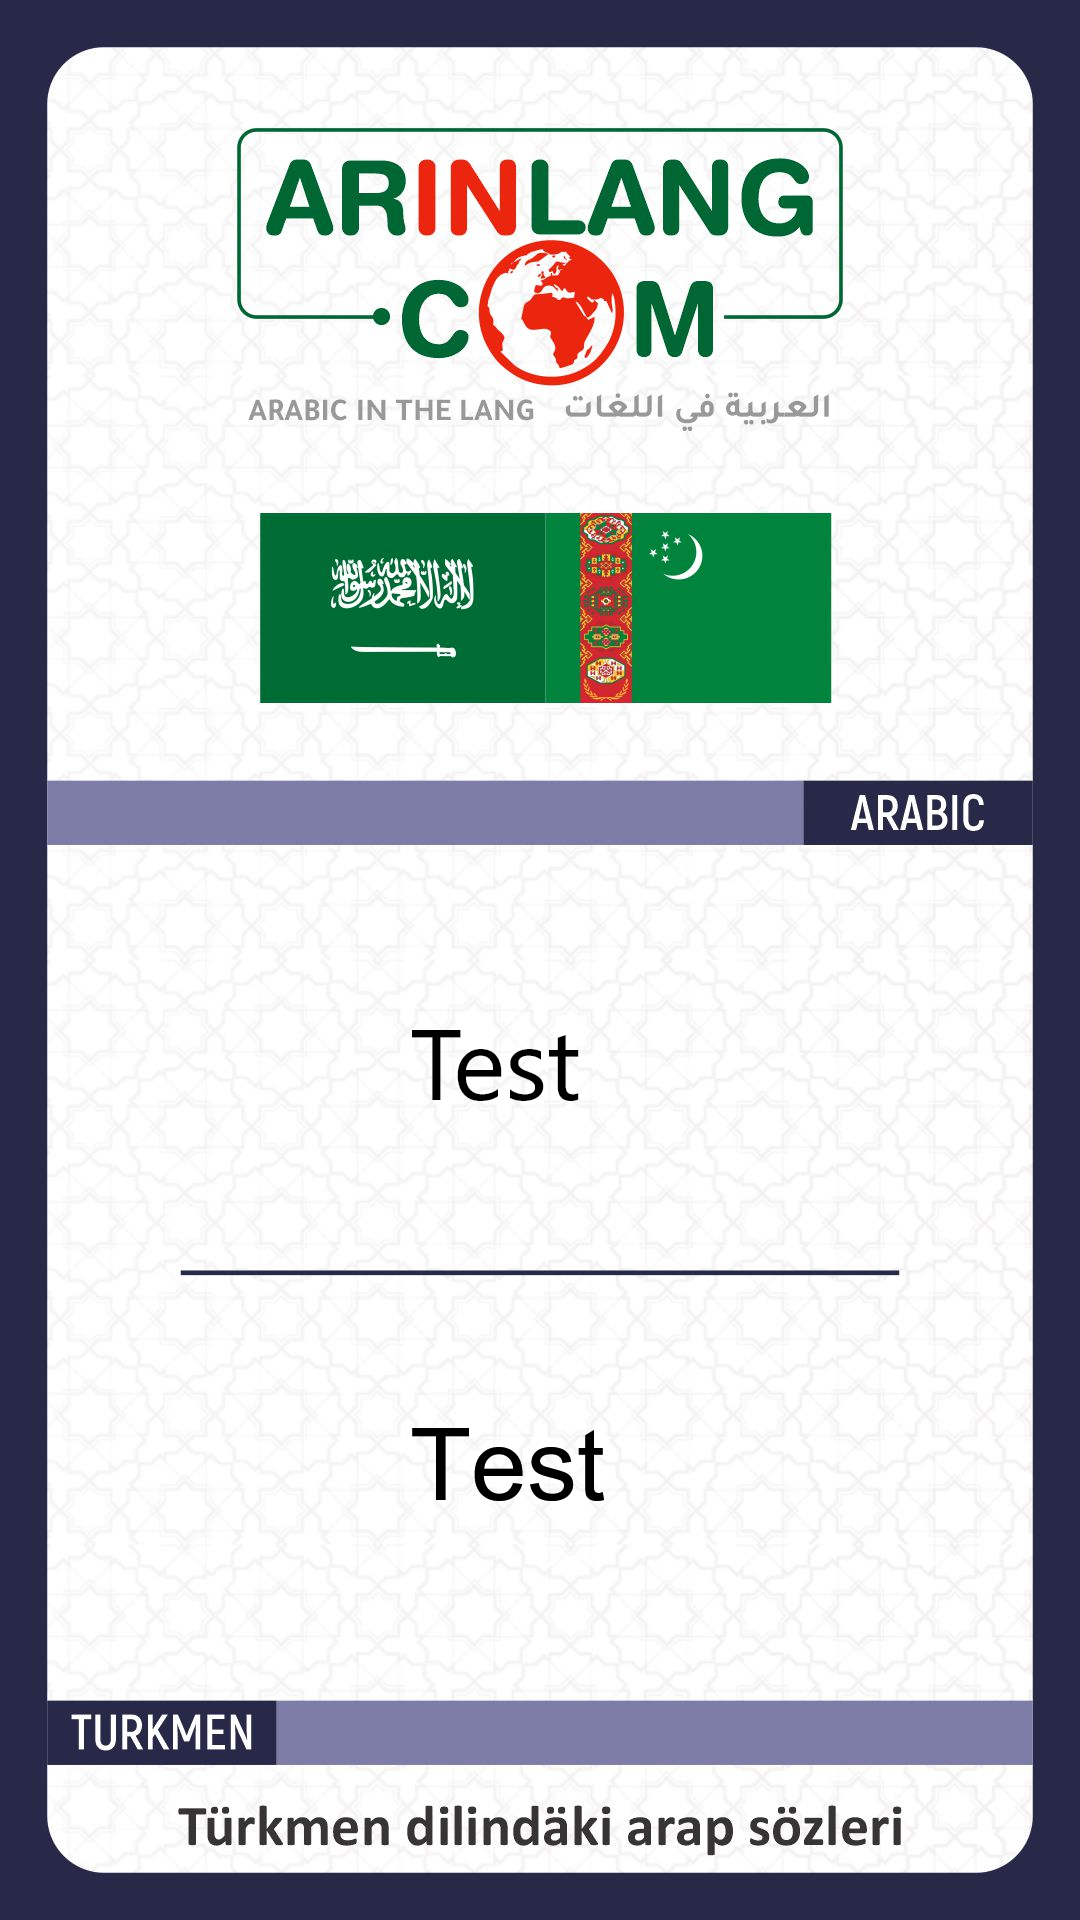 ARINLANG
.COM
ARABIC IN THE LANG العربية في اللغات
لا إله إلا الله محمد رسول الله
ARABIC
Test
Test
TURKMEN
Türkmen dilindäki arap sözleri